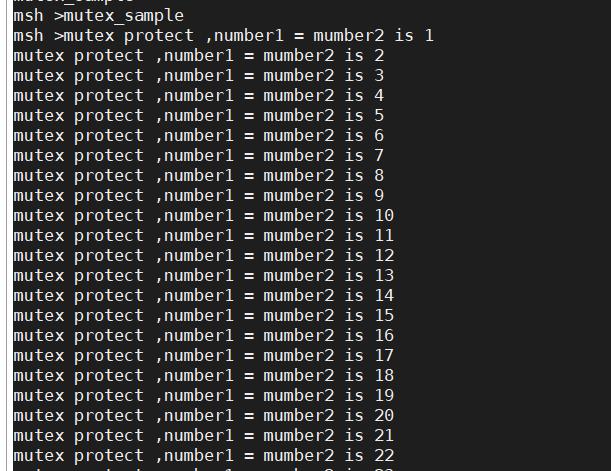 msh >mutex_sample
msh >mutex protect ,number1 = mumber2 is 1
mutex protect ,number1 = mumber2 is 2
mutex protect ,number1 = mumber2 is 3
mutex protect ,number1 = mumber2 is 4
mutex protect ,number1 = mumber2 is 5
mutex protect ,number1 = mumber2 is 6
mutex protect ,number1 = mumber2 is 7
mutex protect ,number1 = mumber2 is 8
mutex protect ,number1 = mumber2 is 9
mutex protect ,number1 = mumber2 is 10
mutex protect ,number1 = mumber2 is 11
mutex protect ,number1 = mumber2 is 12
mutex protect ,number1 = mumber2 is 13
mutex protect ,number1 = mumber2 is 14
mutex protect ,number1 = mumber2 is 15
mutex protect ,number1 = mumber2 is 16
mutex protect ,number1 = mumber2 is 17
mutex protect ,number1 = mumber2 is 18
mutex protect ,number1 = mumber2 is 19
mutex protect ,number1 = mumber2 is 20
mutex protect ,number1 = mumber2 is 21
mutex protect ,number1 = mumber2 is 22